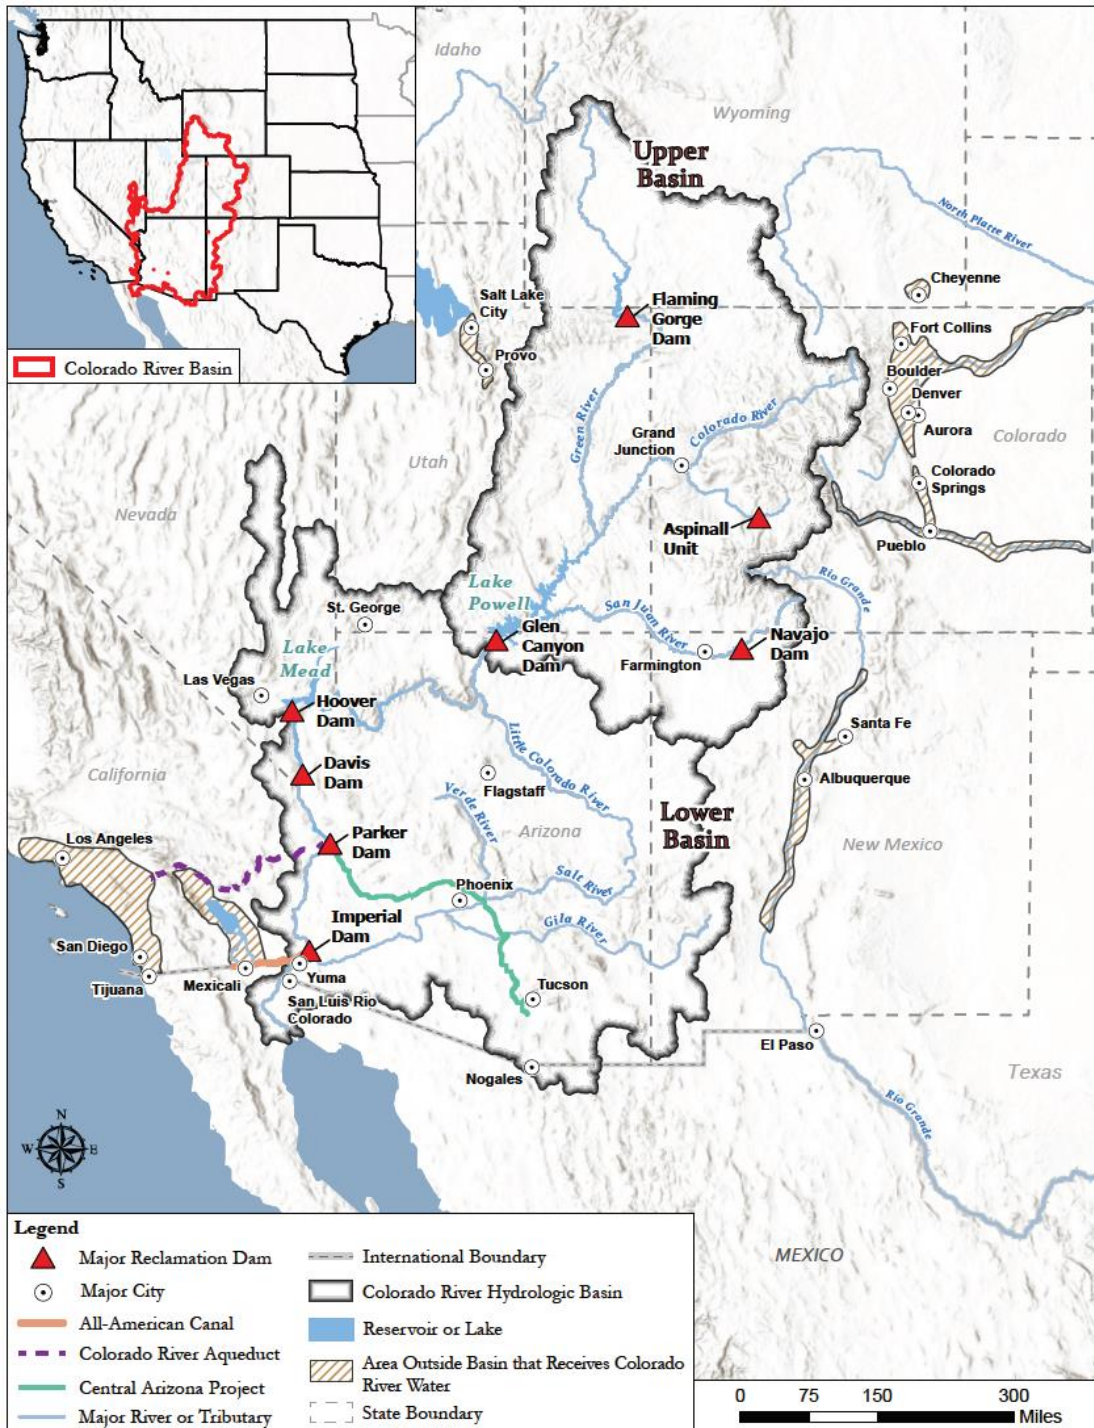 Idaho
Wyoming
Upper
Basin
North Platte River
Cheyenne
Salt Lake
City
Flaming
Gorge
Dam
Fort Collins
Provo
Colorado River Basin
Boulder
Denver
Aurora
Green River
Colorado River
Grand
Junction
Colorado
Utah
Colorado
Springs
Nevada
Aspinall
Unit
Pueblo
Rio Grande
Lake
Powell
St. George
San Juan River
Glen
Canyon
Dam
Navajo
Dam
Farmington
Lake
Mead
Las Vegas
Hoover
Dam
Santa Fe
Little Colorado River
California
Davis
Dam
Flagstaff
Albuquerque
Verde River
Lower
Basin
Arizona
Los Angeles
Parker
Dam
New Mexico
Phoenix
Salt River
Imperial
Dam
Gila River
San Diego
Tijuana
Mexicali
Yuma
San Luis Rio
Colorado
Tucson
El Paso
Nogales
Texas
Rio Grande
N
W
E
S
MEXICO
Legend
Major Reclamation Dam
Major City
All-American Canal
Colorado River Aqueduct
Central Arizona Project
Major River or Tributary
International Boundary
Colorado River Hydrologic Basin
Reservoir or Lake
Area Outside Basin that Receives Colorado
River Water
State Boundary
0 75 150 300
Miles